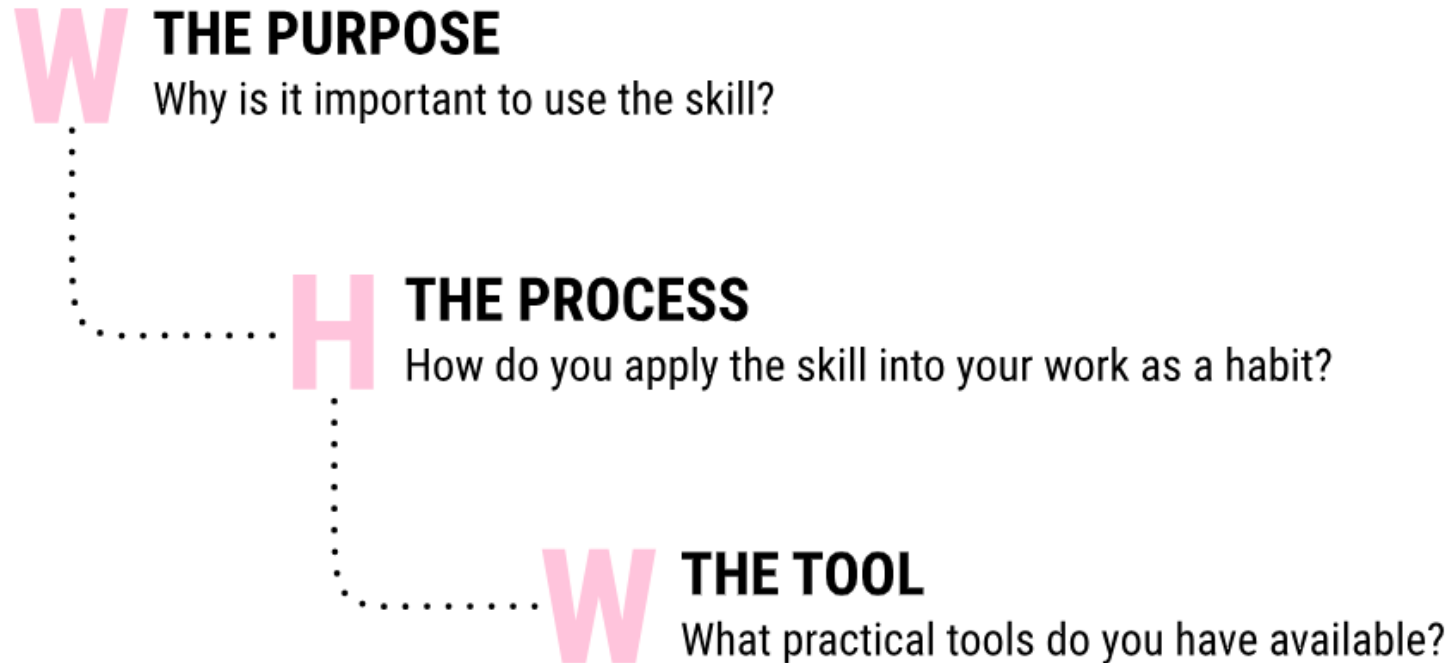 W THE PURPOSE
Why is it important to use the skill?
H THE PROCESS
How do you apply the skill into your work as a habit?
W THE TOOL
What practical tools do you have available?